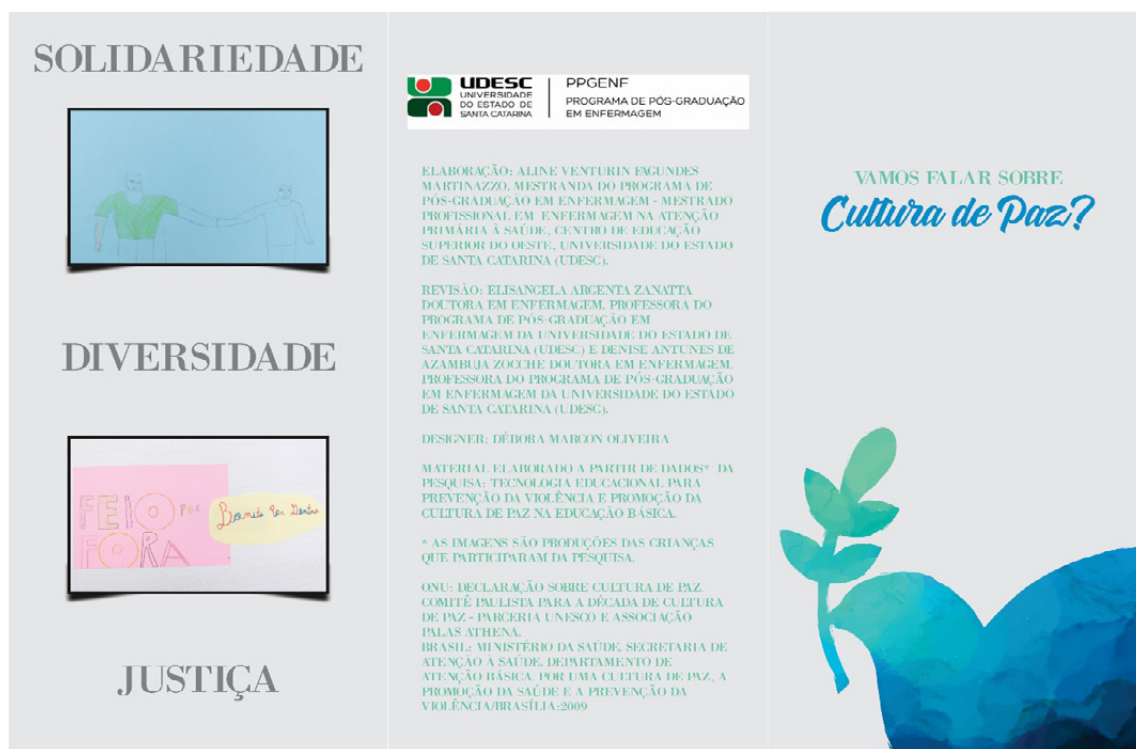 SOLIDARIEDADE
DIVERSIDADE
FEIO por Bonito Por Dentro
FORA
JUSTIÇA
UDESC
UNIVERSIDADE
DO ESTADO DE
SANTA CATARINA
PPGENF
PROGRAMA DE PÓS-GRADUAÇÃO
EM ENFERMAGEM
ELABORAÇÃO: ALINE VENTURIN FAGUNDES
MARTINAZZO, MESTRANDA DO PROGRAMA DE
PÓS-GRADUAÇÃO EM ENFERMAGEM - MESTRADO
PROFISSIONAL EM ENFERMAGEM NA ATENÇÃO
PRIMÁRIA À SAÚDE, CENTRO DE EDUCAÇÃO
SUPERIOR DO OESTE, UNIVERSIDADE DO ESTADO
DE SANTA CATARINA (UDESC).
REVISÃO: ELISANGELA ARGENTA ZANATTA
DOUTORA EM ENFERMAGEM, PROFESSORA DO
PROGRAMA DE PÓS-GRADUAÇÃO EM
ENFERMAGEM DA UNIVERSIDADE DO ESTADO DE
SANTA CATARINA (UDESC) E DENISE ANTUNES DE
AZAMBUJA ZOCCHE DOUTORA EM ENFERMAGEM,
PROFESSORA DO PROGRAMA DE PÓS-GRADUAÇÃO
EM ENFERMAGEM DA UNIVERSIDADE DO ESTADO
DE SANTA CATARINA (UDESC).
DESIGNER: DÉBORA MARCON OLIVEIRA
MATERIAL ELABORADO A PARTIR DE DADOS* DA
PESQUISA: TECNOLOGIA EDUCACIONAL PARA
PREVENÇÃO DA VIOLÊNCIA E PROMOÇÃO DA
CULTURA DE PAZ NA EDUCAÇÃO BÁSICA.
* AS IMAGENS SÃO PRODUÇÕES DAS CRIANÇAS
QUE PARTICIPARAM DA PESQUISA.
ONU: DECLARAÇÃO SOBRE CULTURA DE PAZ.
COMITÊ PAULISTA PARA A DÉCADA DE CULTURA
DE PAZ - PARCERIA UNESCO E ASSOCIAÇÃO
PALAS ATHENA.
BRASIL: MINISTÉRIO DA SAÚDE. SECRETARIA DE
ATENÇÃO À SAÚDE. DEPARTAMENTO DE
ATENÇÃO BÁSICA. POR UMA CULTURA DE PAZ, A
PROMOÇÃO DA SAÚDE E A PREVENÇÃO DA
VIOLÊNCIA/BRASÍLIA:2009
VAMOS FALAR SOBRE
Cultura de Paz?